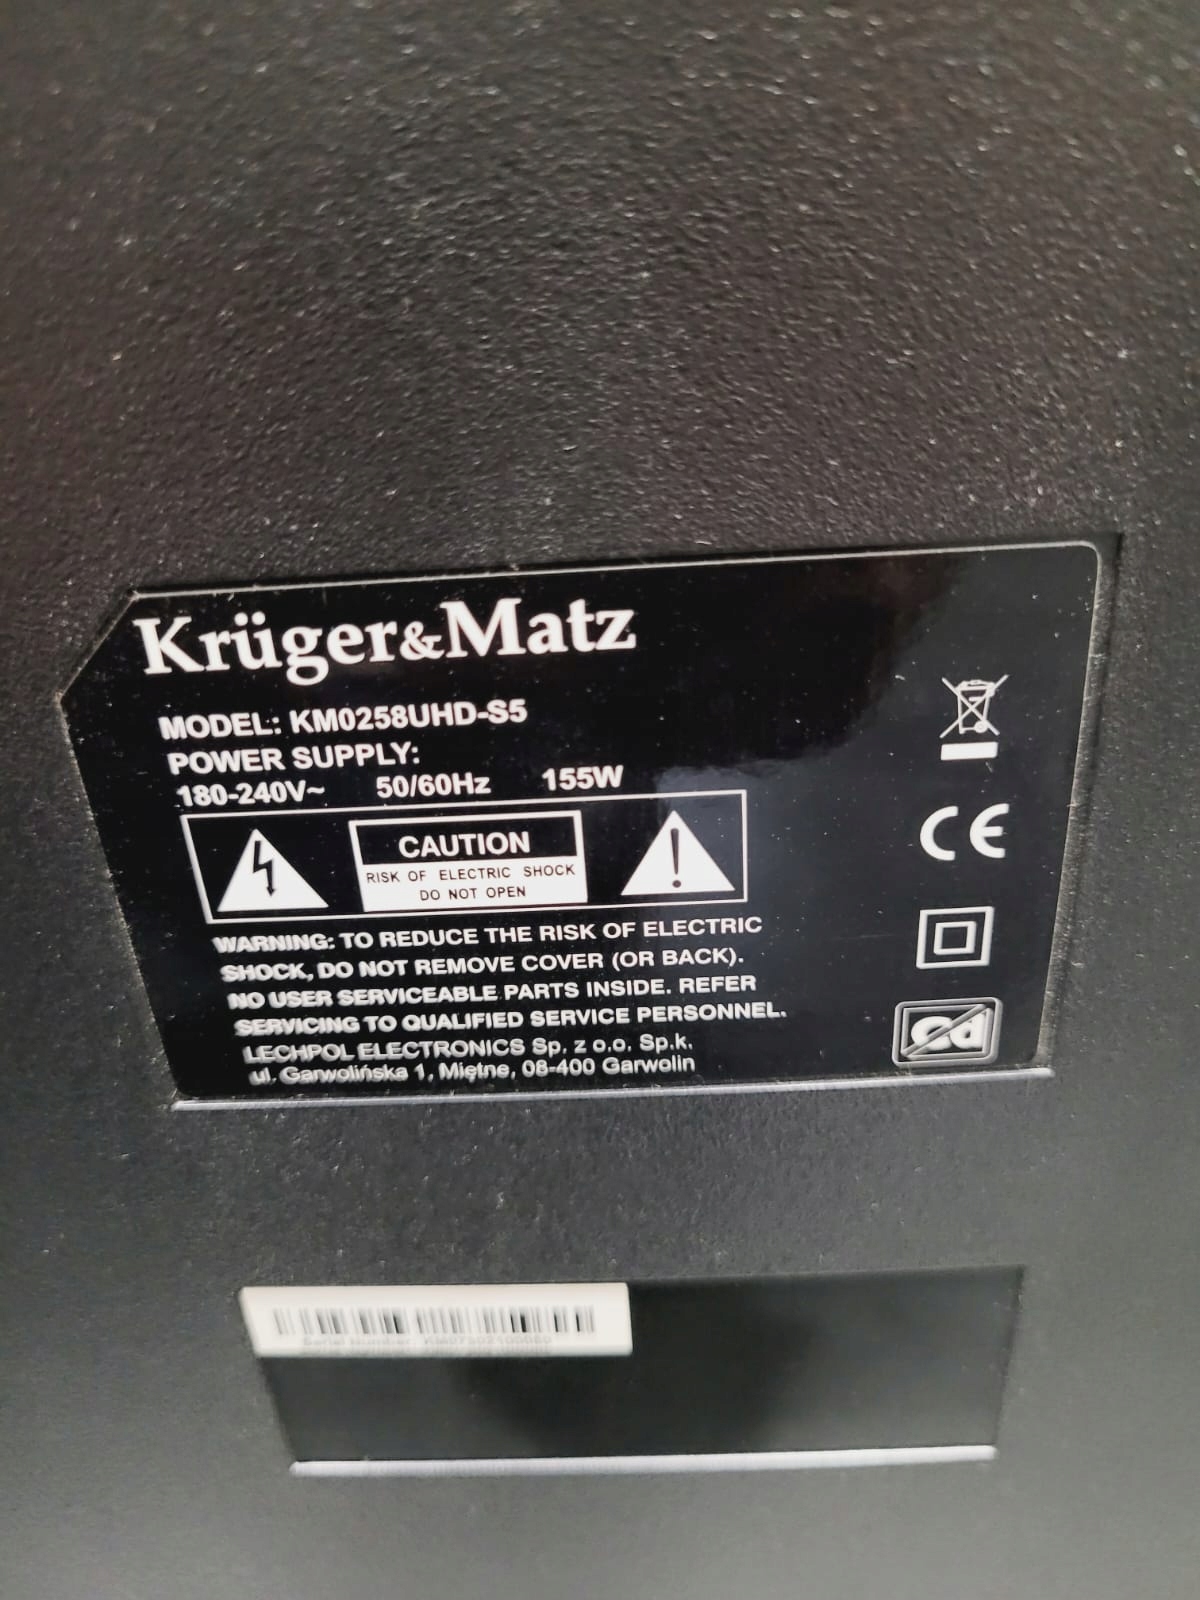 Krüger&Matz
MODEL: KM0258UHD-S5
POWER SUPPLY:
180-240V~ 50/60Hz 155W
CAUTION
RISK OF ELECTRIC SHOCK
DO NOT OPEN
WARNING: TO REDUCE THE RISK OF ELECTRIC
SHOCK, DO NOT REMOVE COVER (OR BACK).
NO USER SERVICEABLE PARTS INSIDE. REFER
SERVICING TO QUALIFIED SERVICE PERSONNEL.
LECHPOL ELECTRONICS Sp. z o.o. Sp.k.
ul. Garwolińska 1, Miętne, 08-400 Garwolin
CE
Pb
Serial Number: